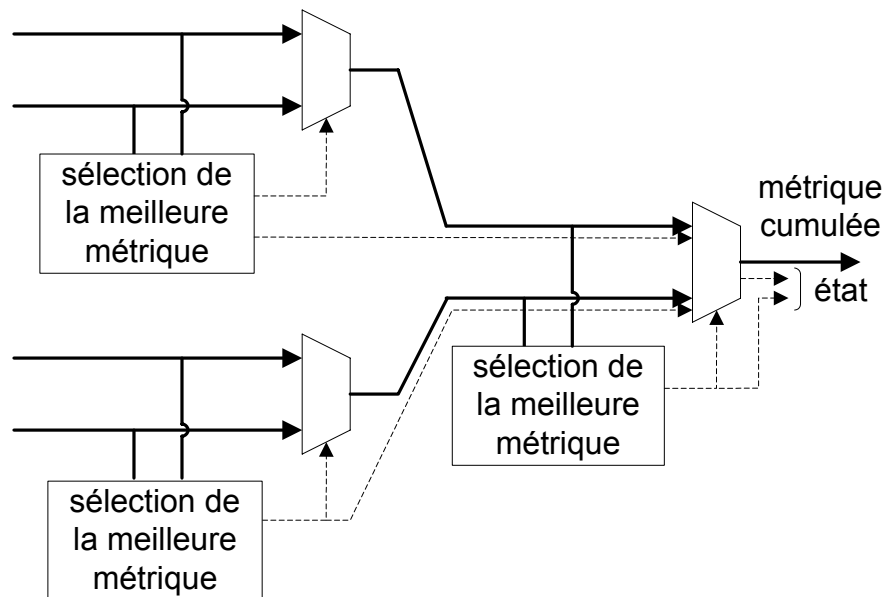 sélection de
la meilleure
métrique
métrique
cumulée
état
sélection de
la meilleure
métrique
sélection de
la meilleure
métrique